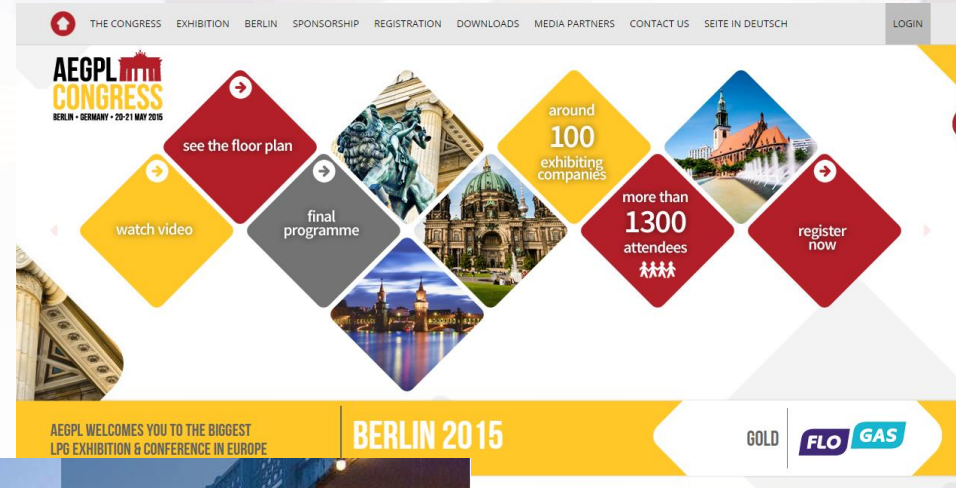 THE CONGRESS EXHIBITION BERLIN SPONSORSHIP REGISTRATION DOWNLOADS MEDIA PARTNERS CONTACT US SEITE IN DEUTSCH LOGIN
AEGPL
CONGRESS
BERLIN • GERMANY • 20-21 MAY 2015
see the floor plan
watch video
final
programme
around
100
exhibiting
companies
more than
1300
attendees
register
now
AEGPL WELCOMES YOU TO THE BIGGEST
LPG EXHIBITION & CONFERENCE IN EUROPE
BERLIN 2015
GOLD
FLO GAS